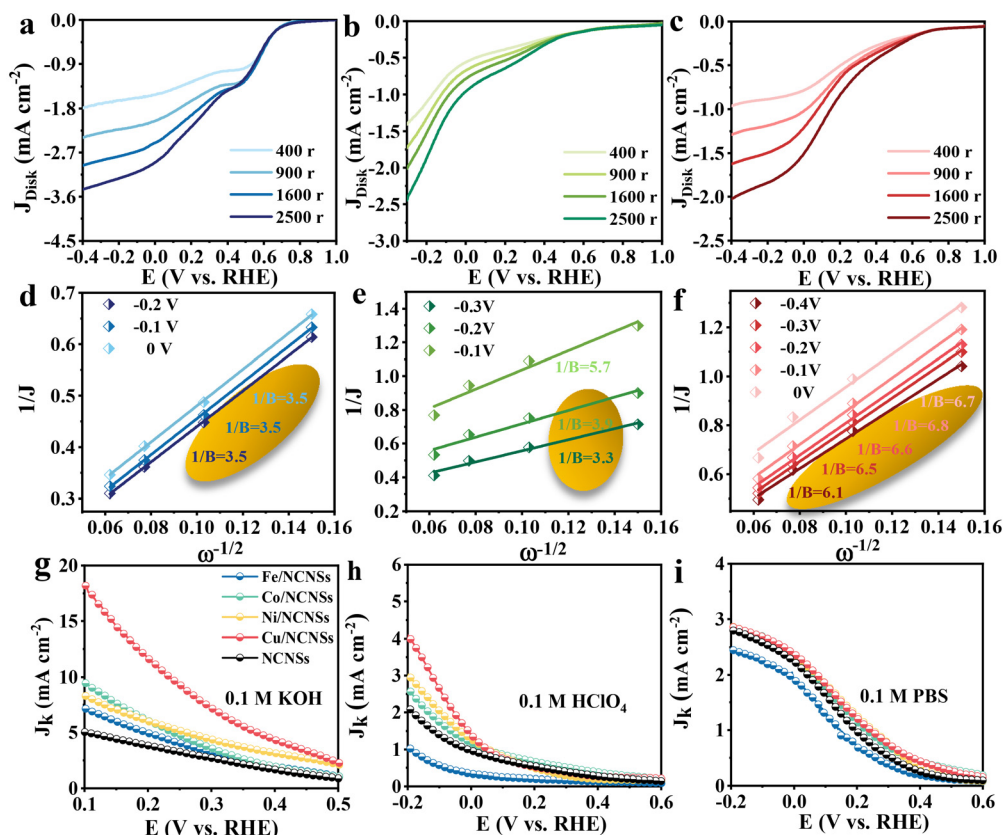 a
J_Disk (mA cm⁻²)
0.0
-0.9
-1.8
-2.7
-3.6
-4.5
400 r
900 r
1600 r
2500 r
-0.4 -0.2 0.0 0.2 0.4 0.6 0.8 1.0
E (V vs. RHE)
b
J_Disk (mA cm⁻²)
0.0
-0.5
-1.0
-1.5
-2.0
-2.5
-3.0
400 r
900 r
1600 r
2500 r
-0.2 0.0 0.2 0.4 0.6 0.8 1.0
E (V vs. RHE)
c
J_Disk (mA cm⁻²)
0.0
-0.5
-1.0
-1.5
-2.0
-2.5
400 r
900 r
1600 r
2500 r
-0.4 -0.2 0.0 0.2 0.4 0.6 0.8 1.0
E (V vs. RHE)
d
1/J
0.7
0.6
0.5
0.4
0.3
-0.2 V
-0.1 V
0 V
1/B=3.5
1/B=3.5
1/B=3.5
0.06 0.08 0.10 0.12 0.14 0.16
ω⁻¹/²
e
1/J
1.4
1.2
1.0
0.8
0.6
0.4
0.2
-0.3V
-0.2V
-0.1V
1/B=5.7
1/B=3.9
1/B=3.3
0.06 0.08 0.10 0.12 0.14 0.16
ω⁻¹/²
f
1/J
1.2
1.0
0.8
0.6
-0.4V
-0.3V
-0.2V
-0.1V
0V
1/B=6.7
1/B=6.8
1/B=6.6
1/B=6.5
1/B=6.1
0.06 0.08 0.10 0.12 0.14 0.16
ω⁻¹/²
g
J_k (mA cm⁻²)
20
15
10
5
0
Fe/NCNSs
Co/NCNSs
Ni/NCNSs
Cu/NCNSs
NCNSs
0.1 M KOH
0.1 0.2 0.3 0.4 0.5
E (V vs. RHE)
h
J_k (mA cm⁻²)
6
5
4
3
2
1
0
0.1 M HClO₄
-0.2 0.0 0.2 0.4 0.6
E (V vs. RHE)
i
J_k (mA cm⁻²)
4
3
2
1
0
0.1 M PBS
-0.2 0.0 0.2 0.4 0.6
E (V vs. RHE)